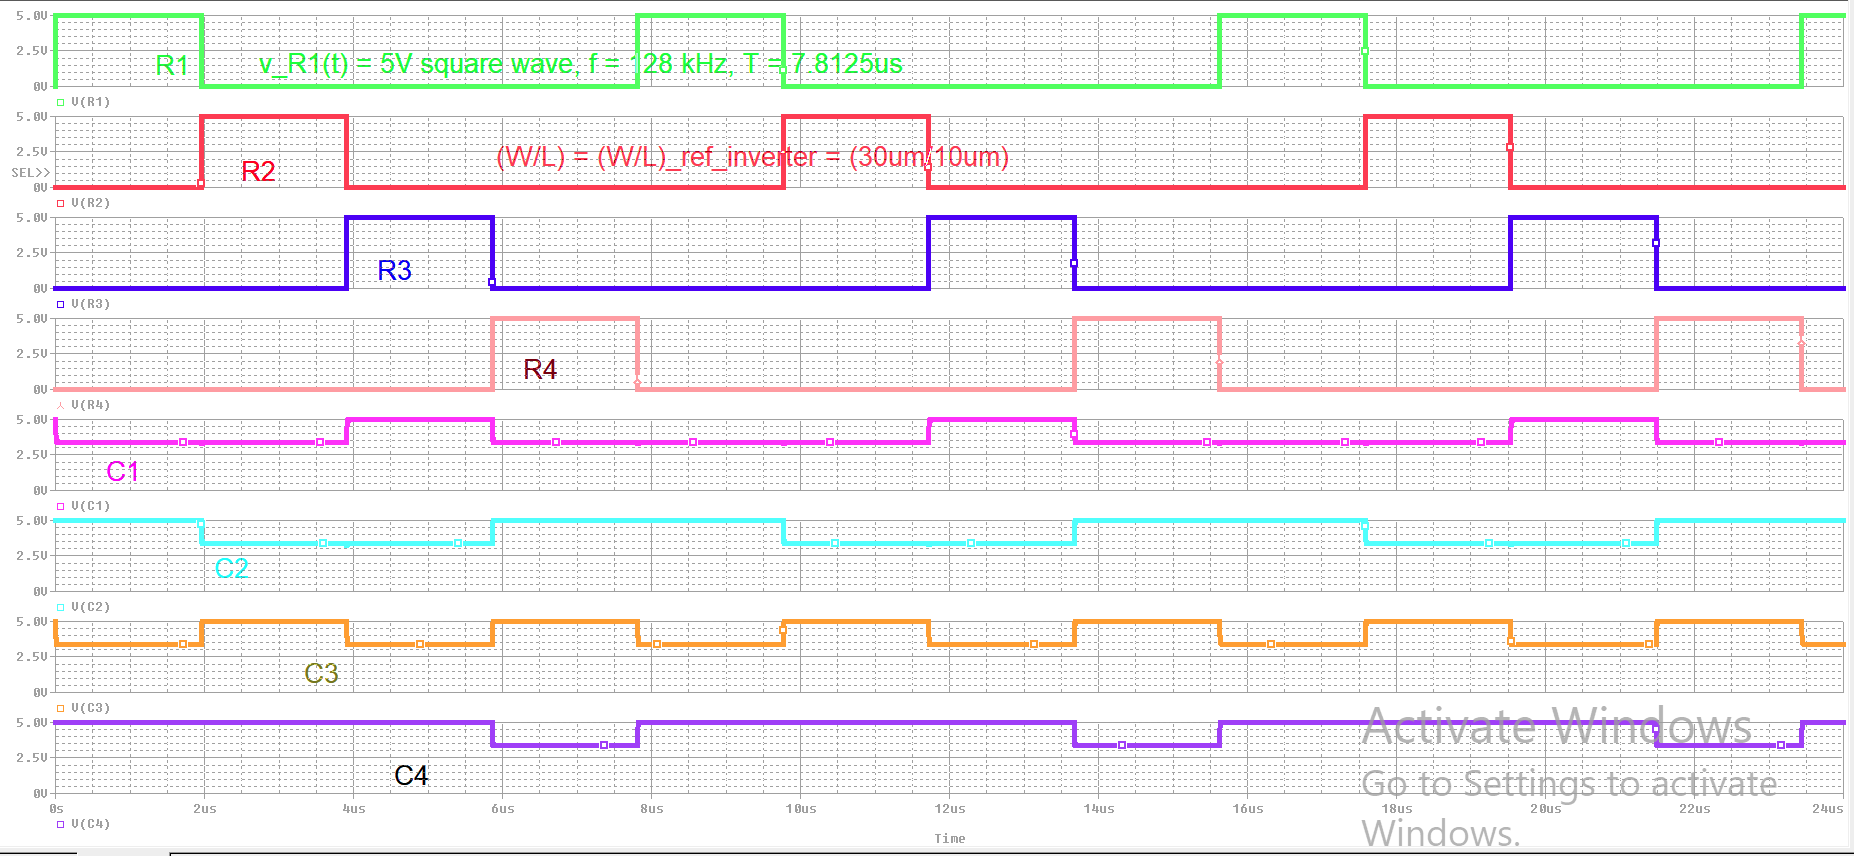 5.0V
R1
v_R1(t) = 5V square wave, f = 128 kHz, T = 7.8125us
2.5V
0V
V(R1)
5.0V
(W/L) = (W/L)_ref_inverter = (30um/10um)
2.5V
R2
SEL>>
0V
V(R2)
5.0V
2.5V
R3
0V
V(R3)
5.0V
2.5V
R4
0V
V(R4)
5.0V
2.5V
C1
0V
V(C1)
5.0V
2.5V
C2
0V
V(C2)
5.0V
2.5V
C3
0V
V(C3)
5.0V
2.5V
C4
0V
0s 2us 4us 6us 8us 10us 12us 14us 16us 18us 20us 22us 24us
V(C4)
Time
Activate Windows
Go to Settings to activate
Windows.